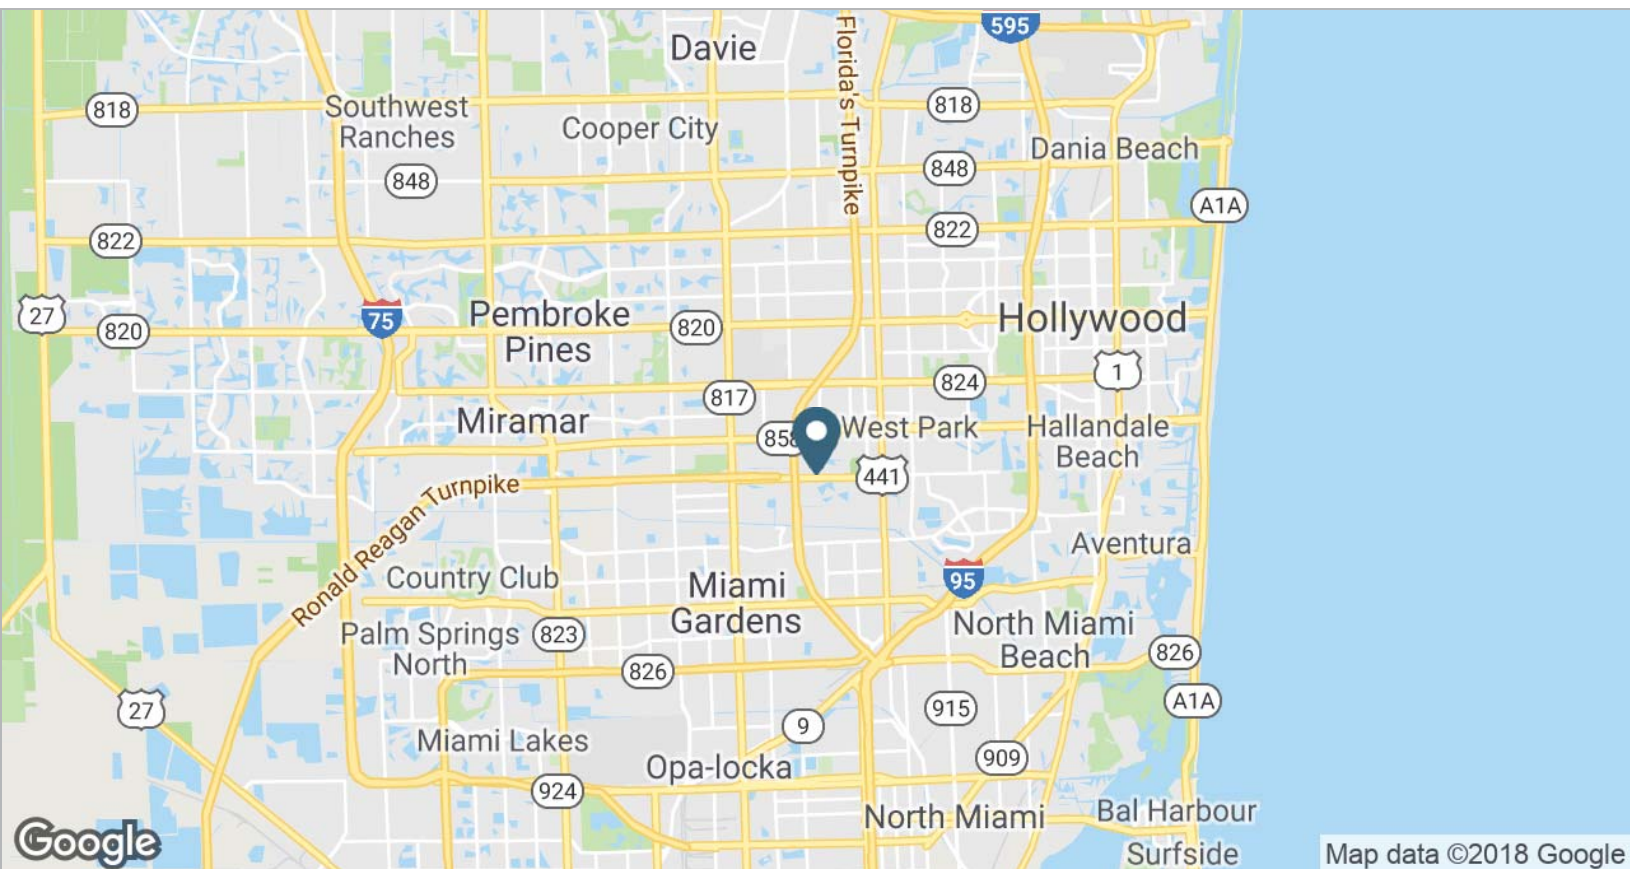 595
Davie
Florida's Turnpike
818
Southwest
Ranches
818
Cooper City
848
848
Dania Beach
A1A
822
822
27
820
75
Pembroke
Pines
820
Hollywood
1
817
824
Miramar
858
West Park
Hallandale
Beach
441
Ronald Reagan Turnpike
Aventura
95
Country Club
Miami
Gardens
Palm Springs
North
823
North Miami
Beach
826
826
27
A1A
915
9
Miami Lakes
Opa-locka
909
924
North Miami
Bal Harbour
Surfside
Google
Map data ©2018 Google